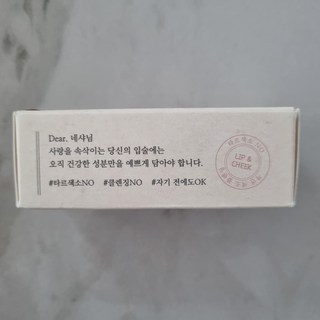 Dear. 네샤님
사랑을 속삭이는 당신의 입술에는
오직 건강한 성분만을 예쁘게 담아야 합니다.
#타르색소NO #클렌징NO #자기 전에도OK
LIP &
CHEEK